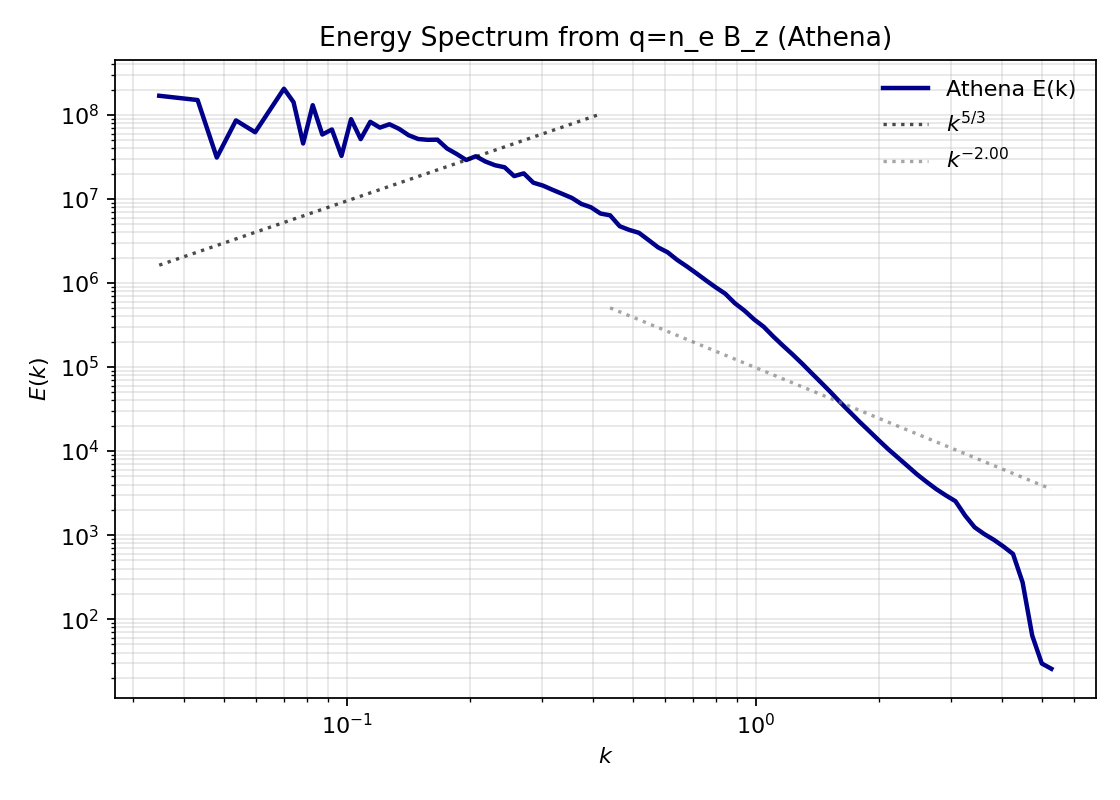 Energy Spectrum from q=n_e B_z (Athena)
Athena E(k)
k^{5/3}
k^{-2.00}
10^8
10^7
10^6
10^5
10^4
10^3
10^2
E(k)
10^{-1}
10^0
k